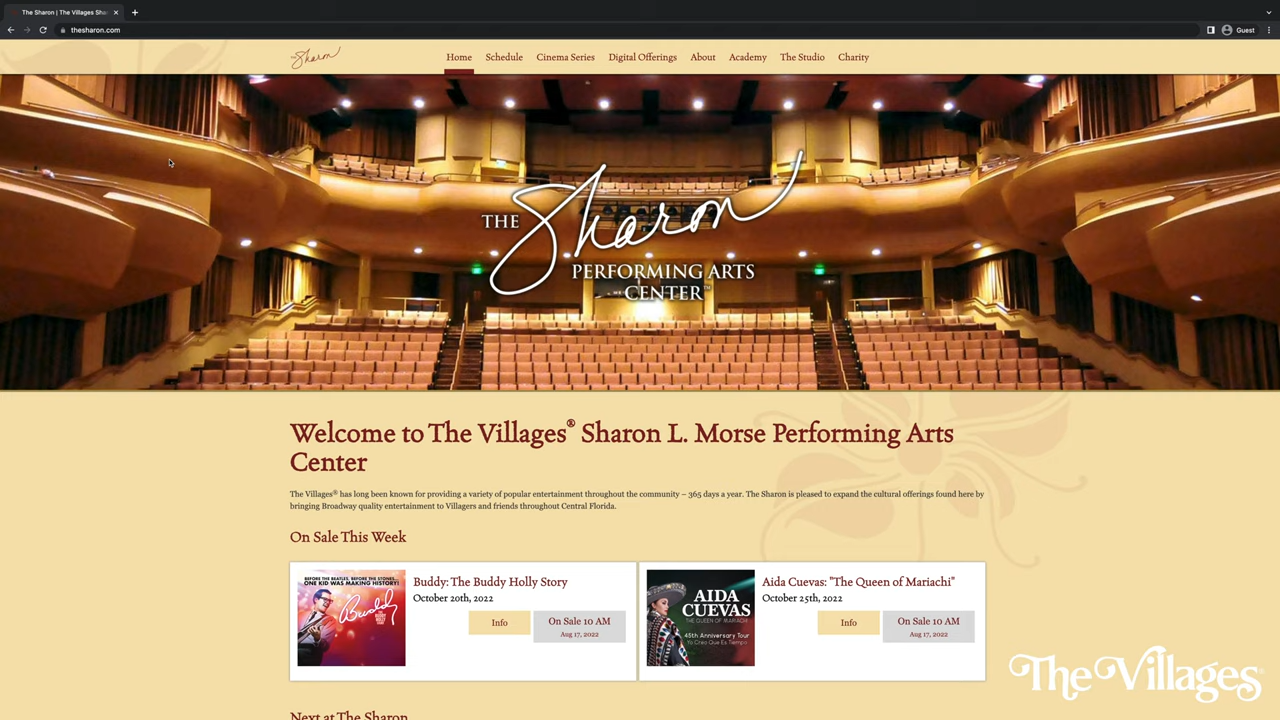 The Sharon | The Villages Sha
thesharon.com
Guest
Sharon
Home Schedule Cinema Series Digital Offerings About Academy The Studio Charity
THE Sharon
PERFORMING ARTS
CENTER™
Welcome to The Villages® Sharon L. Morse Performing Arts
Center
The Villages® has long been known for providing a variety of popular entertainment throughout the community – 365 days a year. The Sharon is pleased to expand the cultural offerings found here by
bringing Broadway quality entertainment to Villagers and friends throughout Central Florida.
On Sale This Week
BEFORE THE BEATLES. BEFORE THE STONES...
ONE KID WAS MAKING HISTORY!
Buddy
Buddy: The Buddy Holly Story
October 20th, 2022
Info
On Sale 10 AM
Aug 17, 2022
AIDA
CUEVAS
THE QUEEN OF MARIACHI
45th Anniversary Tour
Yo Creo Que Es Tiempo
Aida Cuevas: "The Queen of Mariachi"
October 25th, 2022
Info
On Sale 10 AM
Aug 17, 2022
The Villages®
Next at The Sharon